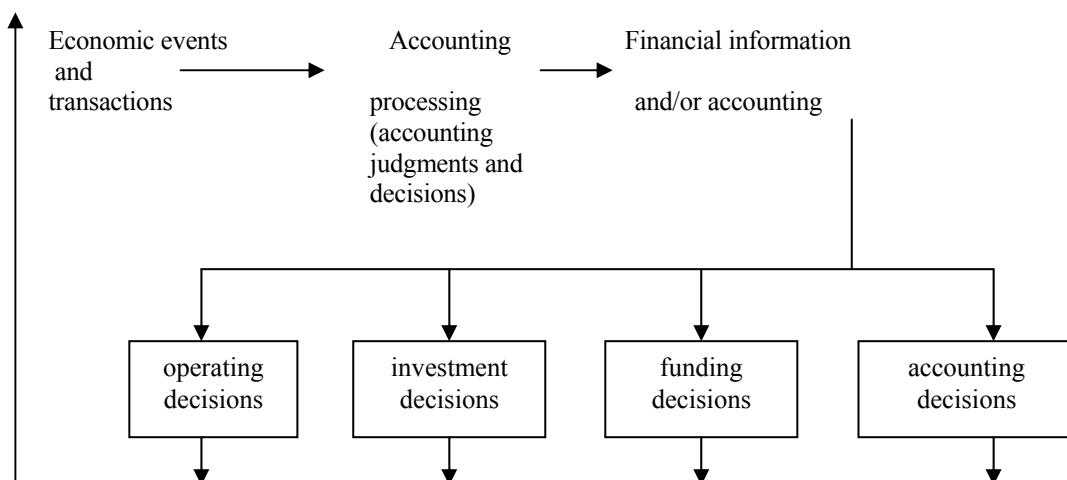 Economic events
and
transactions
Accounting
processing
(accounting
judgments and
decisions)
Financial information
and/or accounting
operating
decisions
investment
decisions
funding
decisions
accounting
decisions